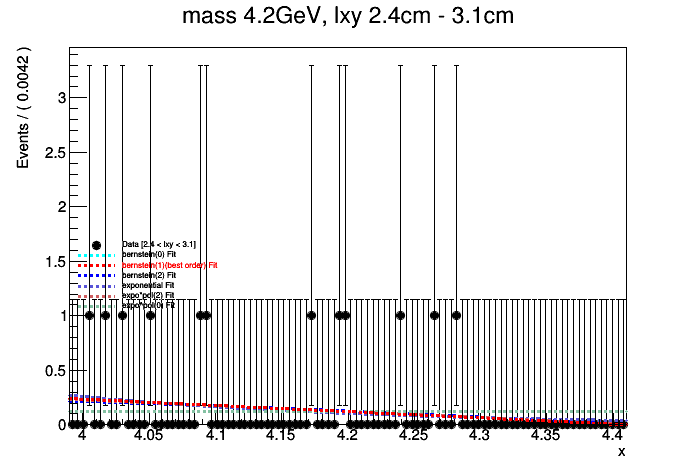 mass 4.2GeV, lxy 2.4cm - 3.1cm
Events / ( 0.0042 )
3
2.5
2
1.5
1
0.5
0
Data [2.4 < lxy < 3.1]
bernstein(0) Fit
bernstein(1)(best order) Fit
bernstein(2) Fit
exponential Fit
expo*pol(2) Fit
expo*pol(0) Fit
4 4.05 4.1 4.15 4.2 4.25 4.3 4.35 4.4
x